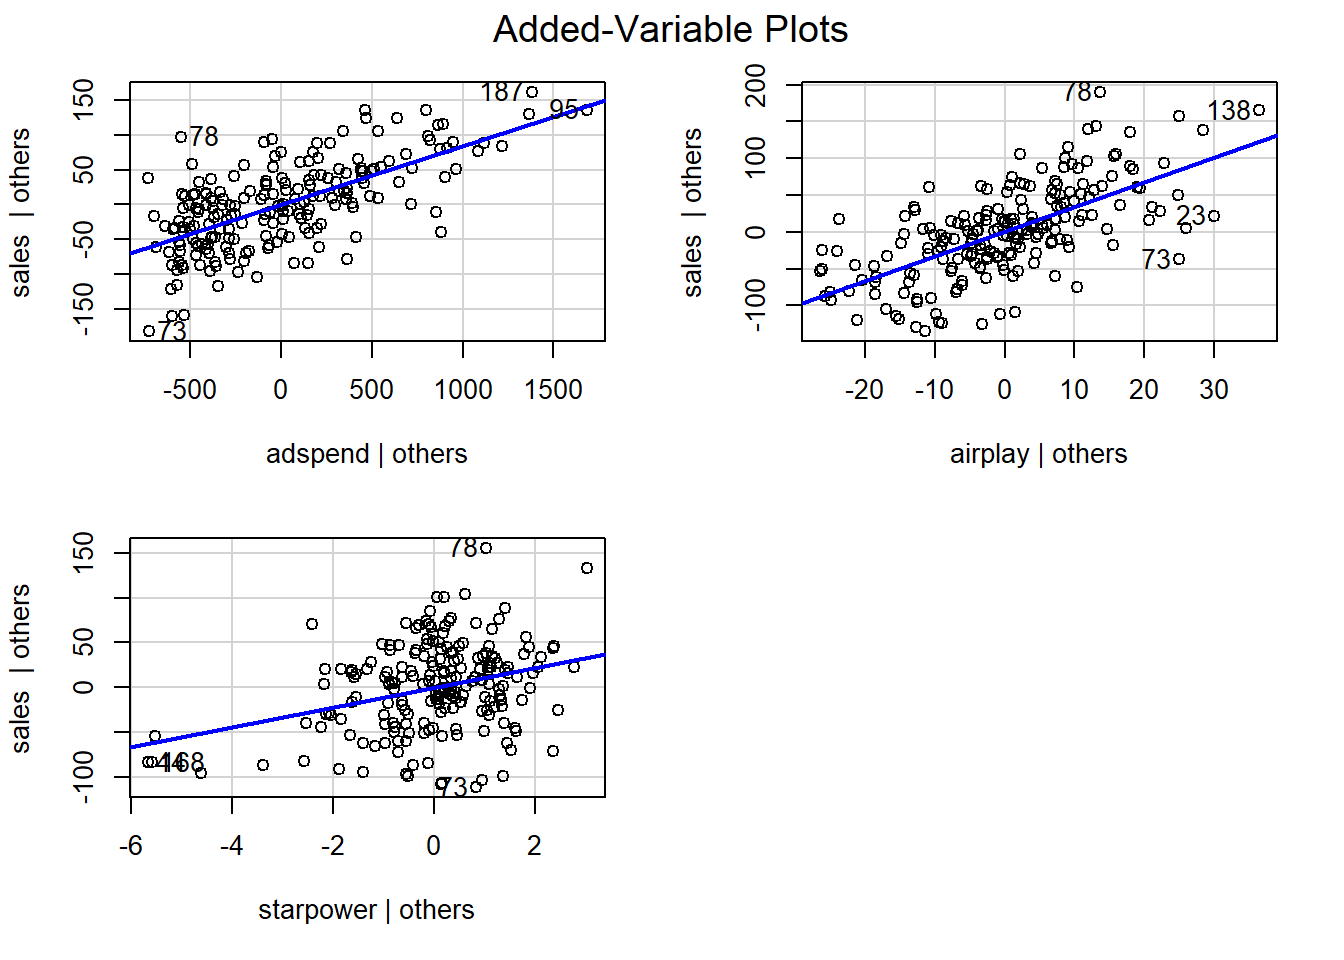 Added-Variable Plots
sales | others
150
50
-50
-150
187
95
78
73
-500 0 500 1000 1500
adspend | others
sales | others
200
100
0
-100
78
138
23
73
-20 -10 0 10 20 30
airplay | others
sales | others
150
50
0
-100
78
44
168
73
-6 -4 -2 0 2
starpower | others